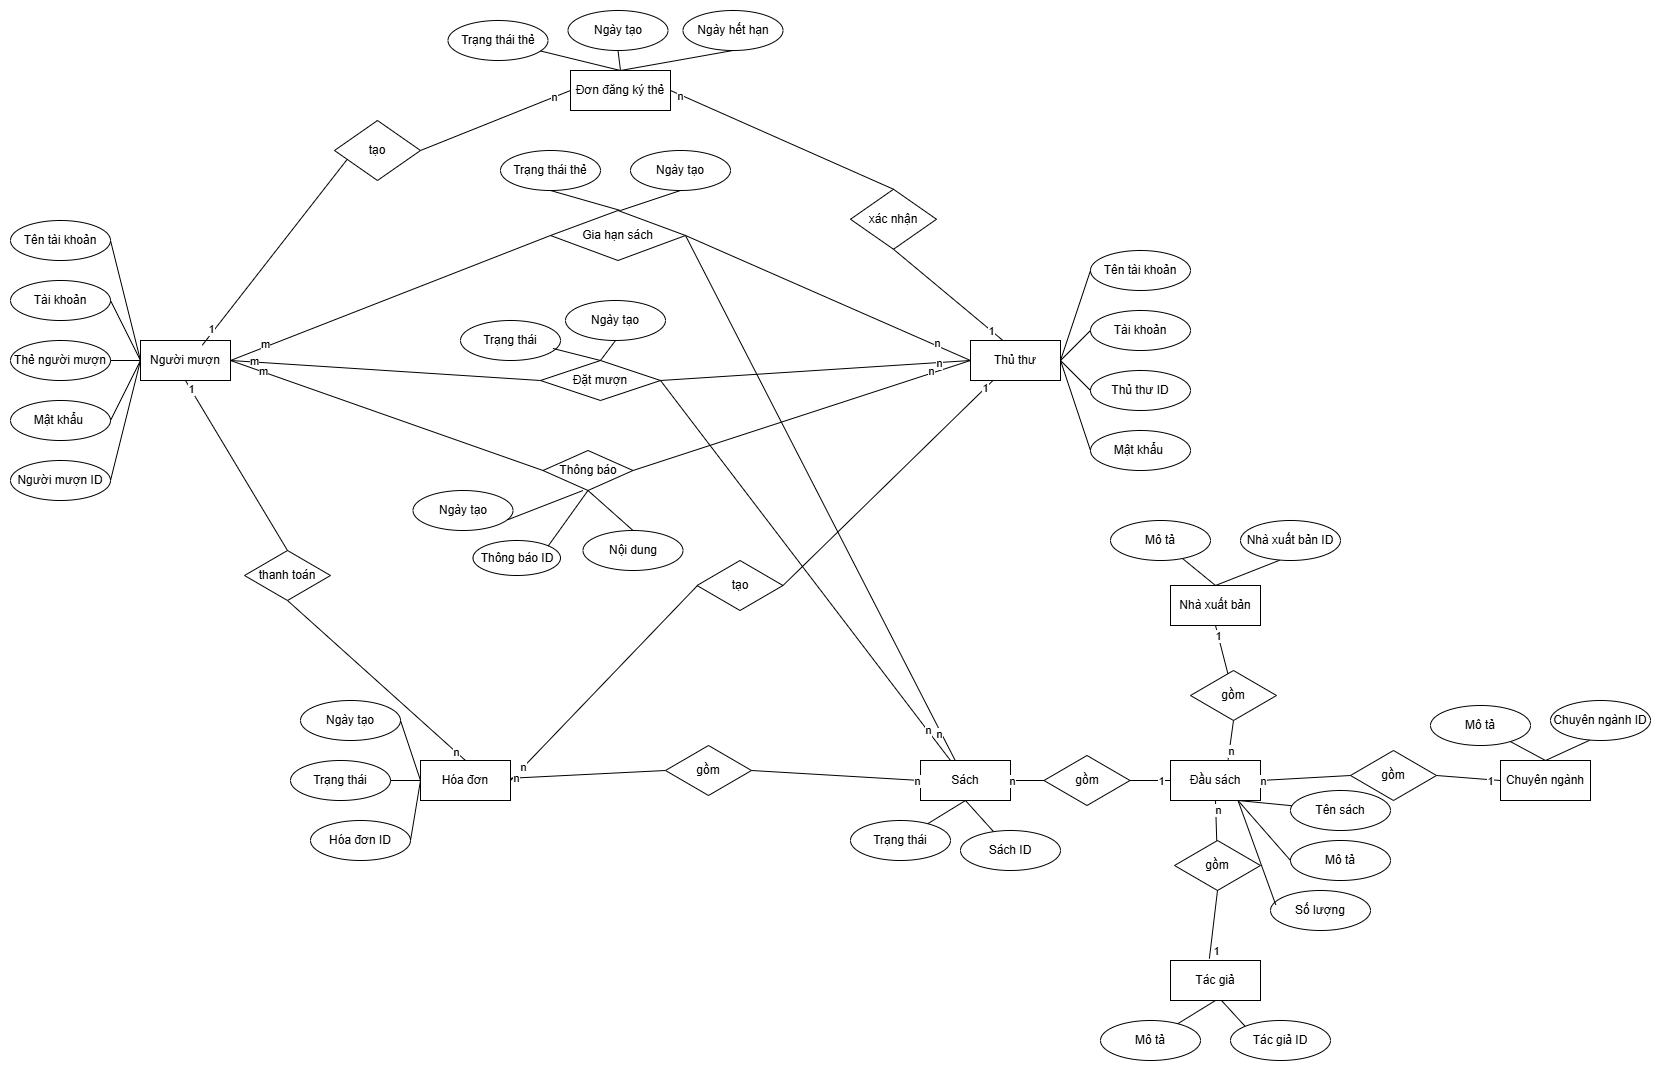 Trạng thái thẻ
Ngày tạo
Ngày hết hạn
Đơn đăng ký thẻ
n
n
tạo
Trạng thái thẻ
Ngày tạo
xác nhận
Gia hạn sách
Tên tài khoản
Tài khoản
Thẻ người mượn
Mật khẩu
Người mượn ID
Người mượn
1
m
m
m
1
Trạng thái
Ngày tạo
Đặt mượn
1
n
n
n
1
Thủ thư
Tên tài khoản
Tài khoản
Thủ thư ID
Mật khẩu
Thông báo
Ngày tạo
Thông báo ID
Nội dung
thanh toán
tạo
Mô tả
Nhà xuất bản ID
Nhà xuất bản
1
gồm
n
Ngày tạo
Trạng thái
Hóa đơn ID
n
Hóa đơn
n
n
gồm
n
n
n
Sách
n
Trạng thái
Sách ID
gồm
1
Đầu sách
n
gồm
1
Chuyên ngành
Mô tả
Chuyên ngành ID
Tên sách
Mô tả
Số lượng
n
gồm
1
Tác giả
Mô tả
Tác giả ID